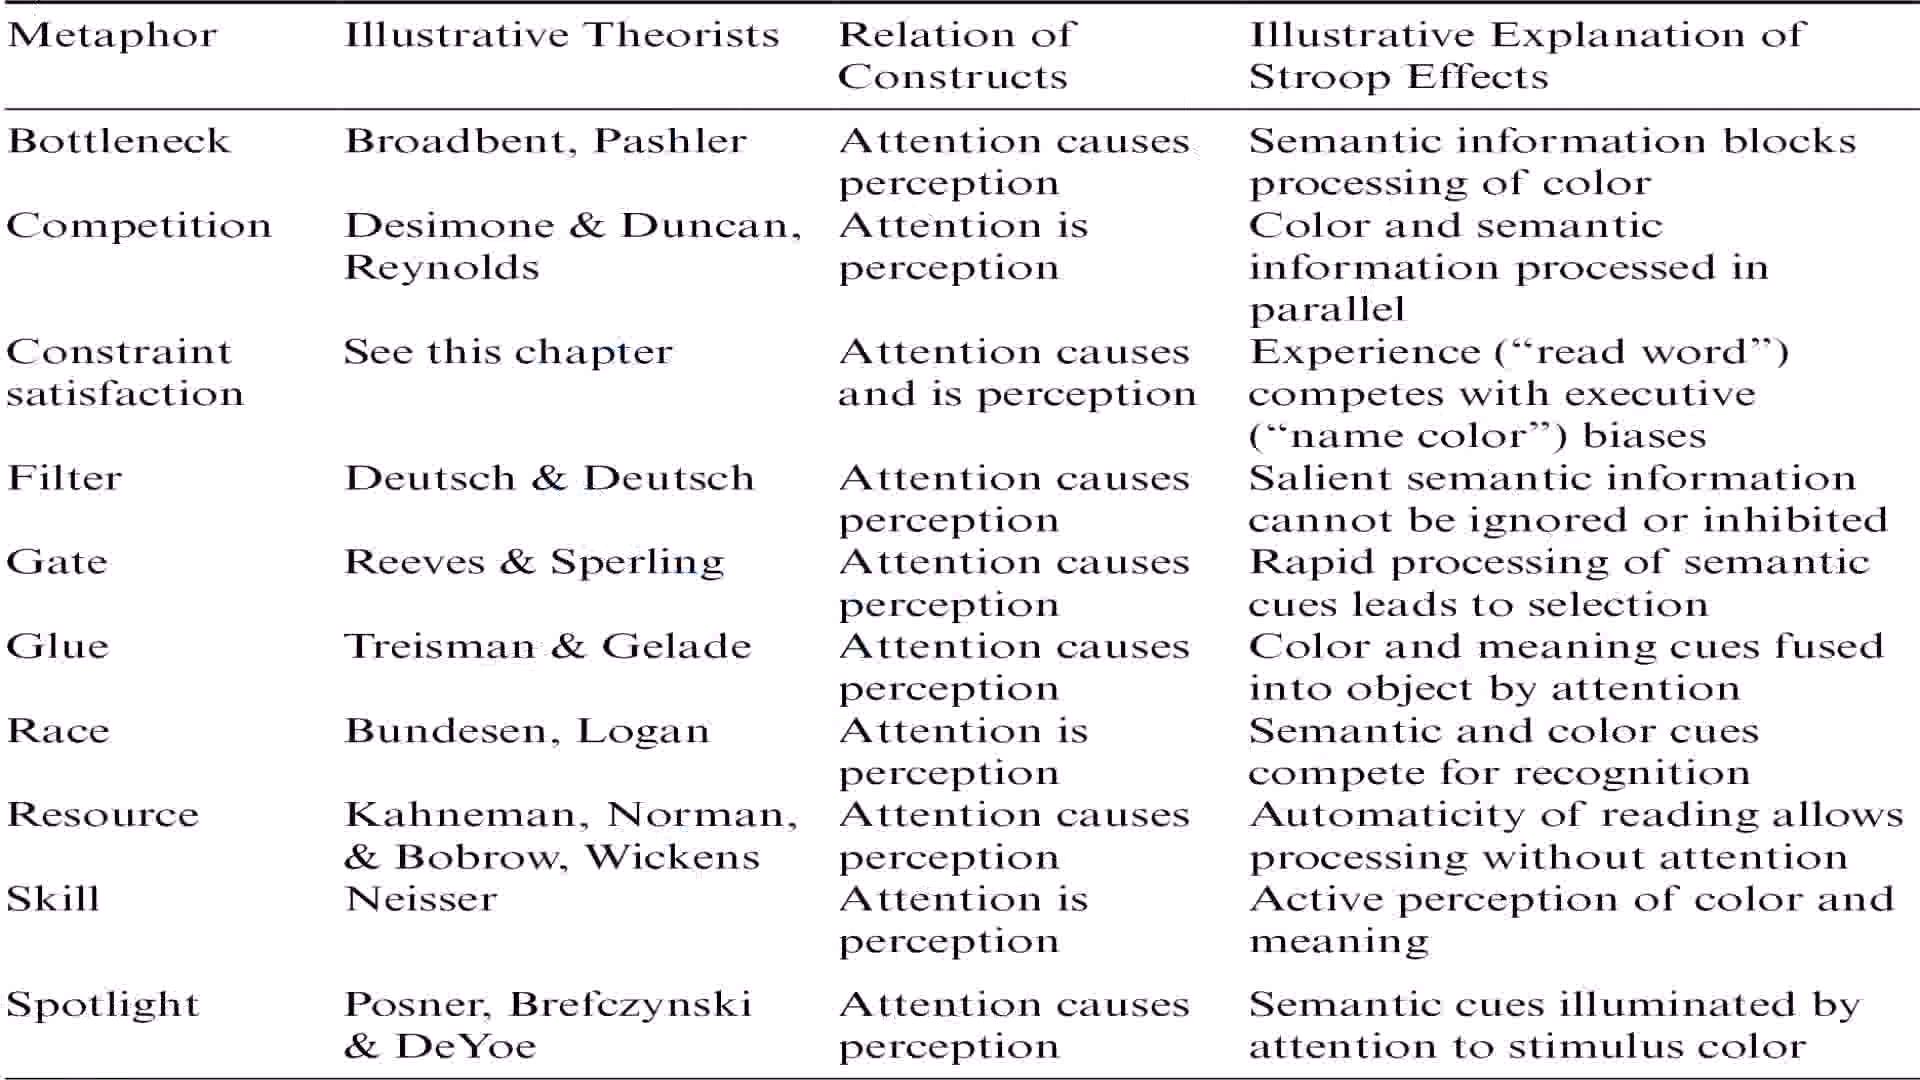 Metaphor Illustrative Theorists Relation of Illustrative Explanation of
Constructs Stroop Effects
Bottleneck Broadbent, Pashler Attention causes Semantic information blocks
perception processing of color
Competition Desimone & Duncan, Attention is Color and semantic
Reynolds perception information processed in
parallel
Constraint See this chapter Attention causes Experience (“read word”)
satisfaction and is perception competes with executive
(“name color”) biases
Filter Deutsch & Deutsch Attention causes Salient semantic information
perception cannot be ignored or inhibited
Gate Reeves & Sperling Attention causes Rapid processing of semantic
perception cues leads to selection
Glue Treisman & Gelade Attention causes Color and meaning cues fused
perception into object by attention
Race Bundesen, Logan Attention is Semantic and color cues
perception compete for recognition
Resource Kahneman, Norman, Attention causes Automaticity of reading allows
& Bobrow, Wickens perception processing without attention
Skill Neisser Attention is Active perception of color and
perception meaning
Spotlight Posner, Brefczynski Attention causes Semantic cues illuminated by
& DeYoe perception attention to stimulus color